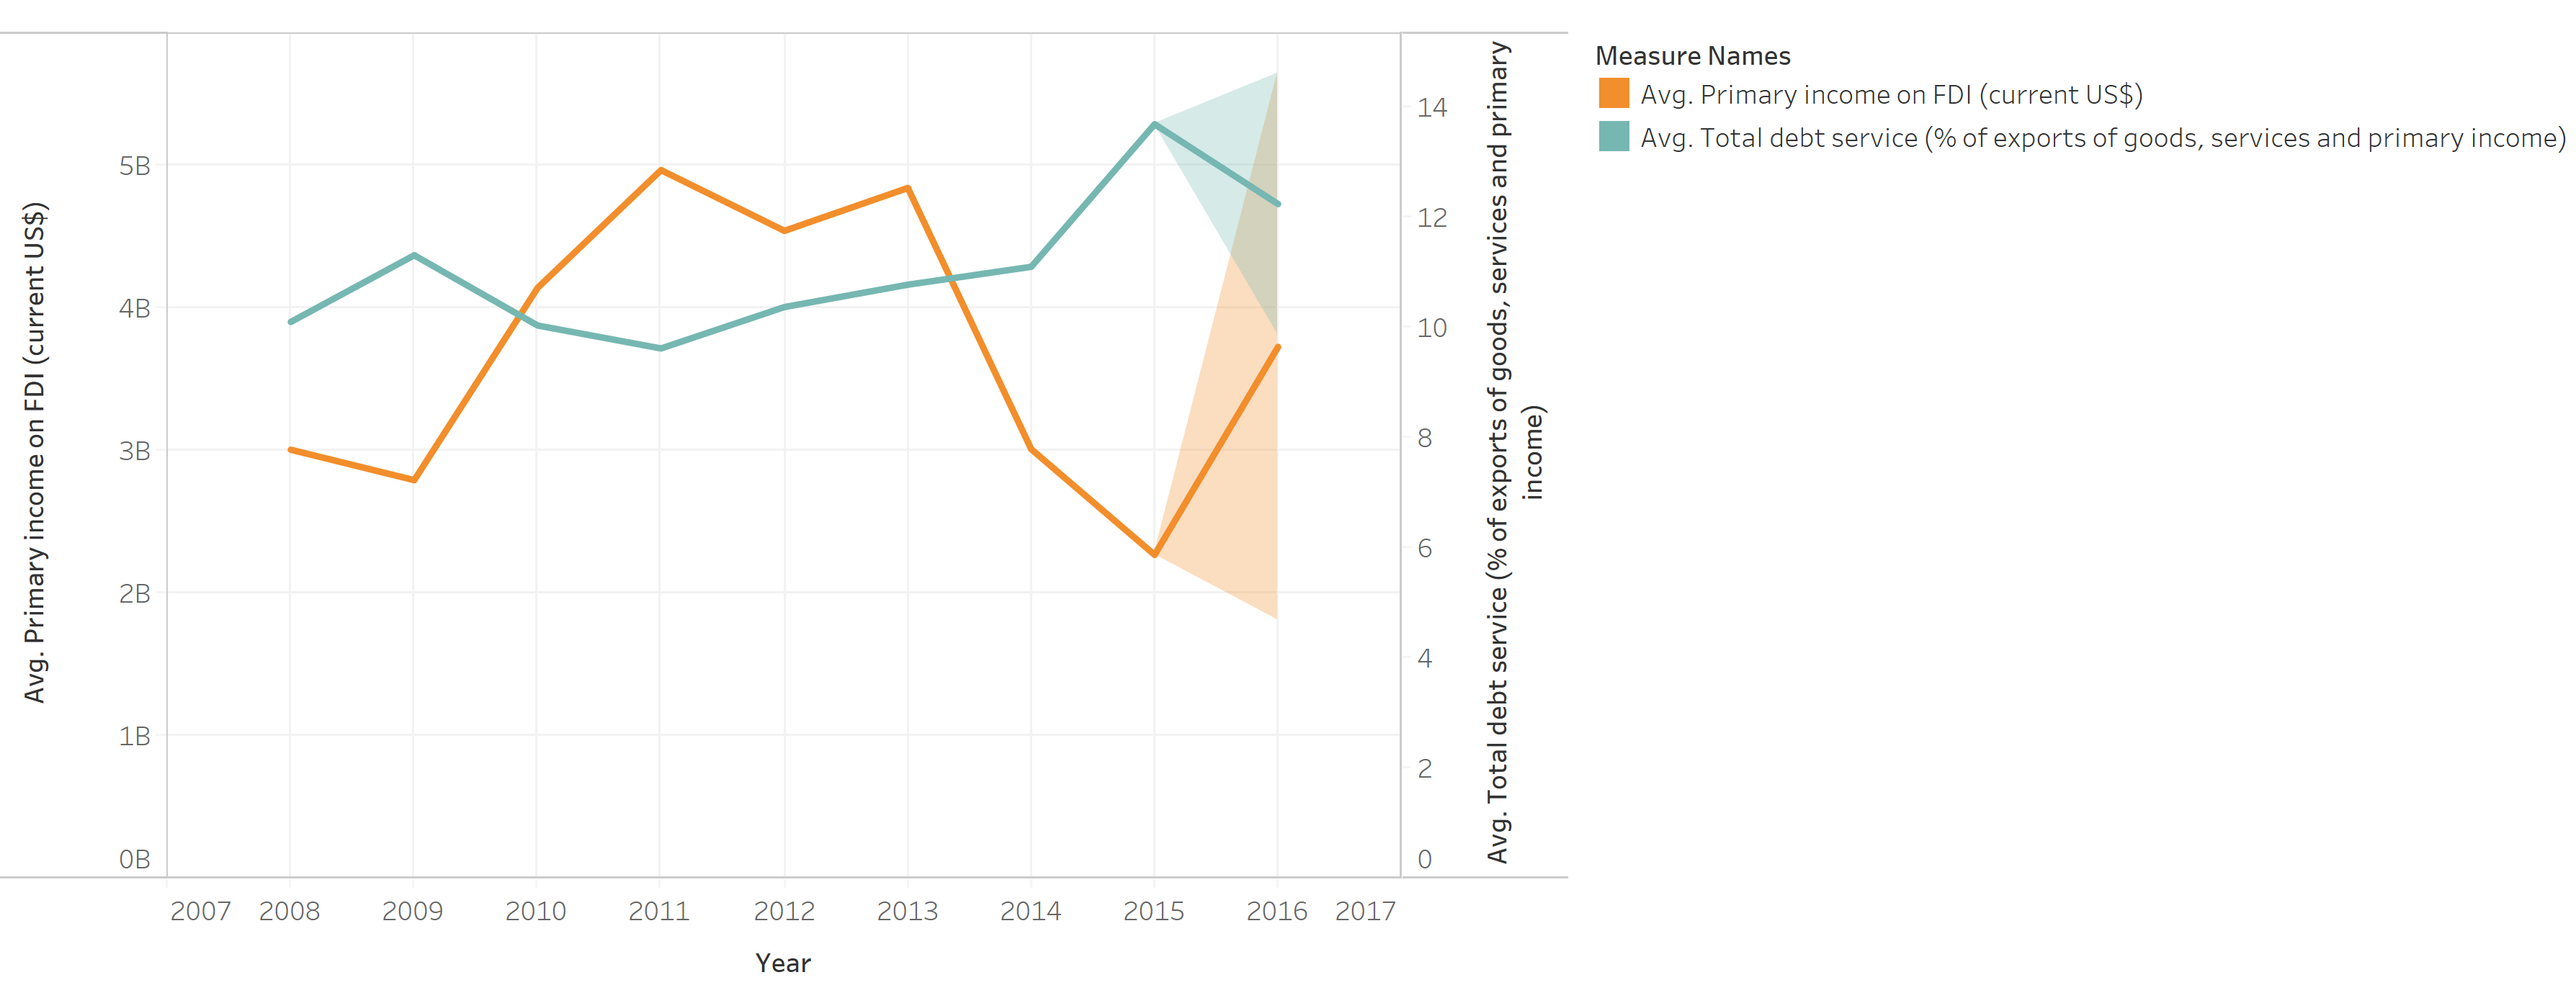 Avg. Primary income on FDI (current US$)
5B
4B
3B
2B
1B
0B
2007 2008 2009 2010 2011 2012 2013 2014 2015 2016 2017
Year
14
12
10
8
6
4
2
0
Avg. Total debt service (% of exports of goods, services and primary
income)
Measure Names
Avg. Primary income on FDI (current US$)
Avg. Total debt service (% of exports of goods, services and primary income)